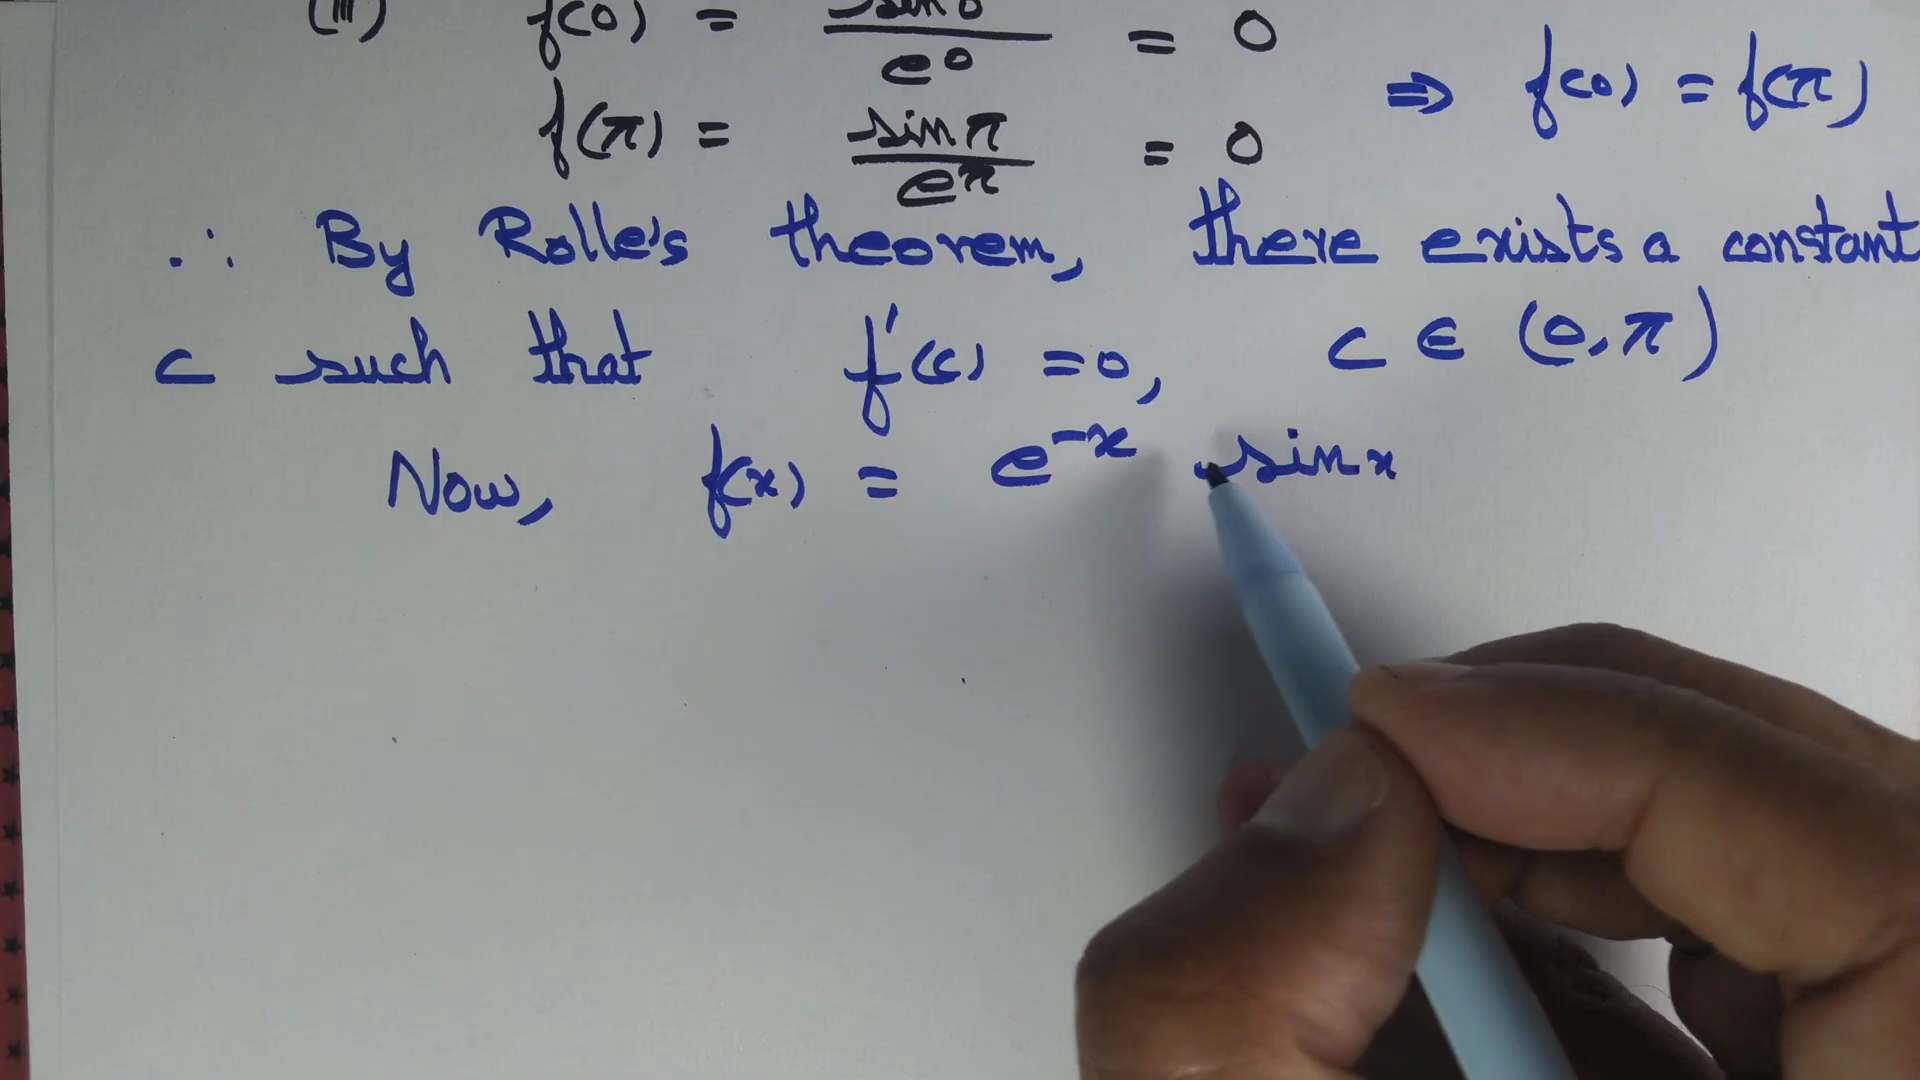 (iii) f(0) = sin 0 / e^0 = 0
⇒ f(0) = f(π)
f(π) = sin π / e^π = 0
∴ By Rolle's theorem, there exists a constant
c such that f'(c) = 0, c ∈ (0, π)
Now, f(x) = e^-x sin x